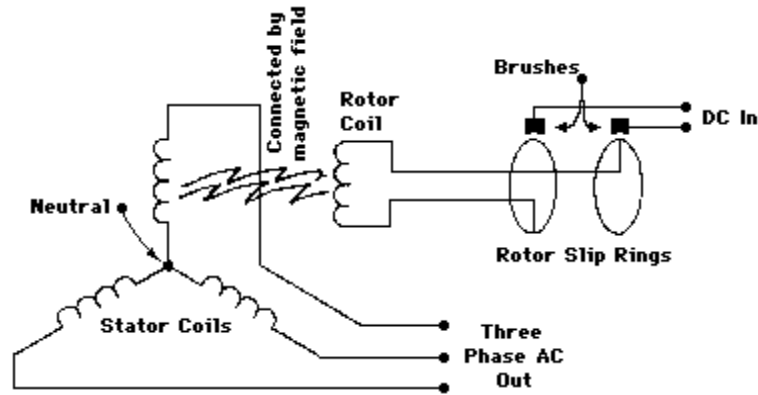 Connected by
magnetic field
Rotor
Coil
Brushes
DC In
Neutral
Rotor Slip Rings
Stator Coils
Three
Phase AC
Out